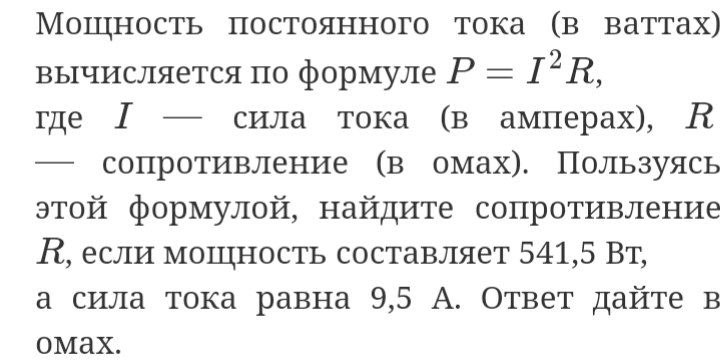 Мощность постоянного тока (в ваттах)
вычисляется по формуле P = I²R,
где I — сила тока (в амперах), R
— сопротивление (в омах). Пользуясь
этой формулой, найдите сопротивление
R, если мощность составляет 541,5 Вт,
а сила тока равна 9,5 А. Ответ дайте в
омах.